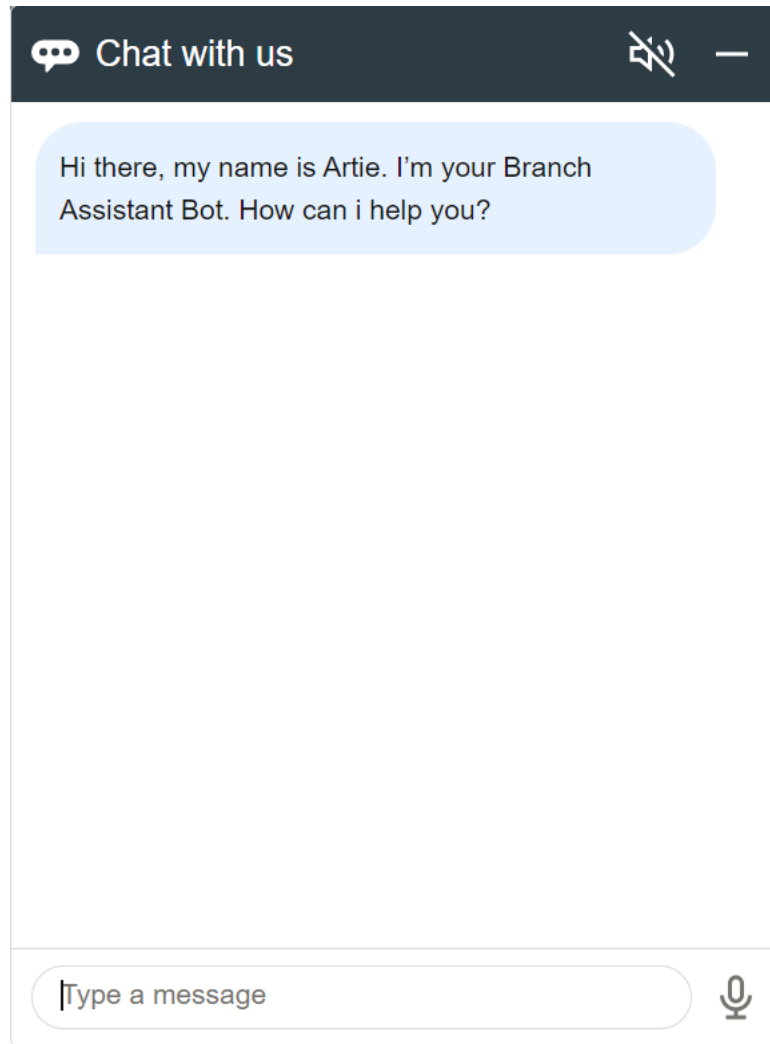 Chat with us
Hi there, my name is Artie. I’m your Branch
Assistant Bot. How can i help you?
Type a message